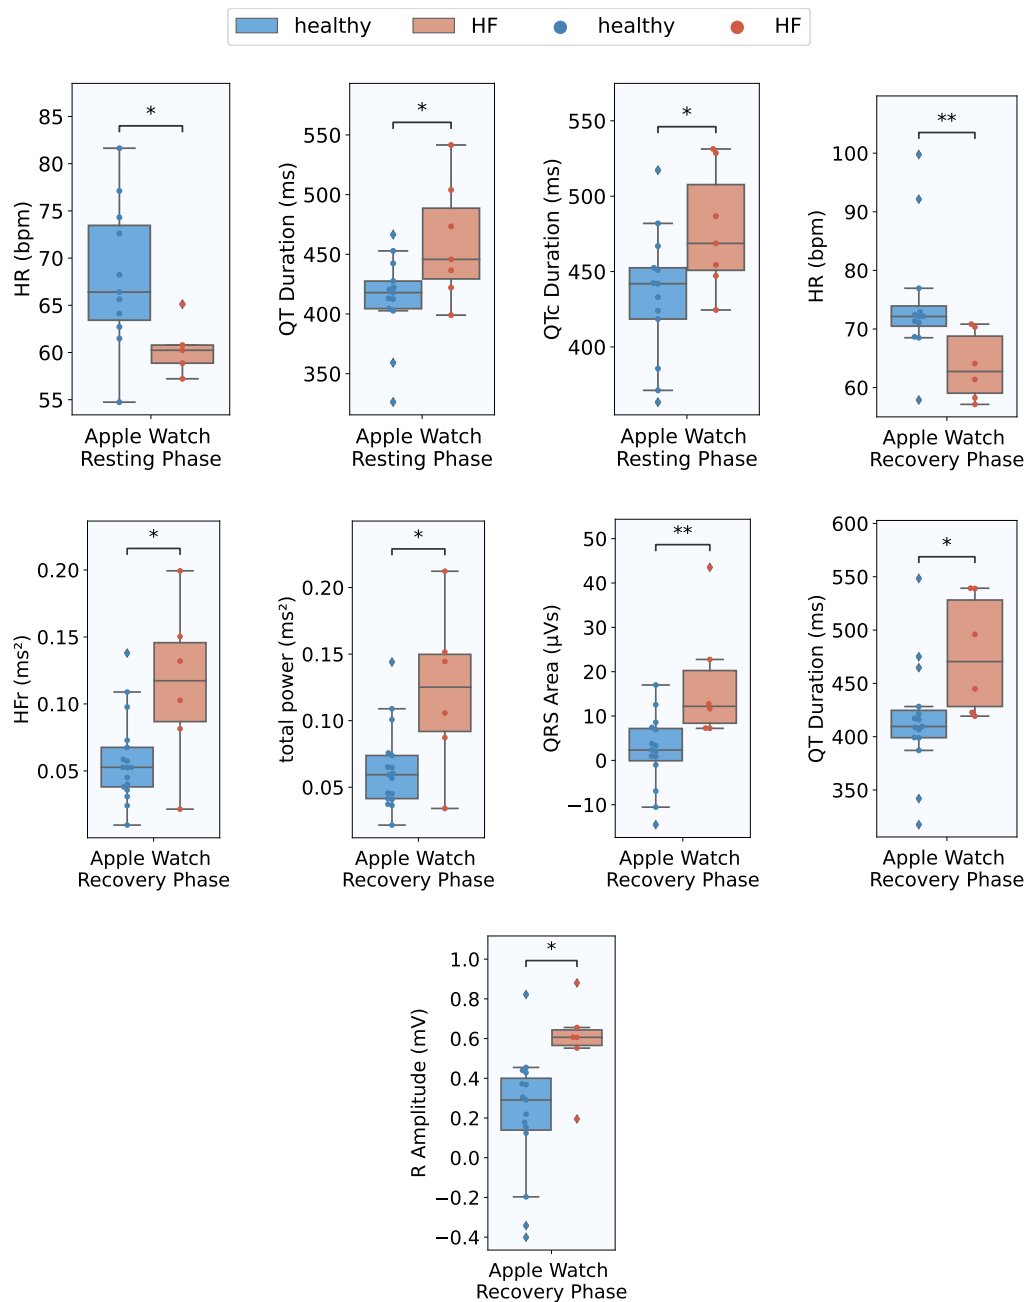 healthy HF healthy HF
HR (bpm)
85
80
75
70
65
60
55
*
Apple Watch
Resting Phase
QT Duration (ms)
550
500
450
400
350
*
Apple Watch
Resting Phase
QTc Duration (ms)
550
500
450
400
*
Apple Watch
Resting Phase
HR (bpm)
100
90
80
70
60
**
Apple Watch
Recovery Phase
HFr (ms²)
0.20
0.15
0.10
0.05
*
Apple Watch
Recovery Phase
total power (ms²)
0.20
0.15
0.10
0.05
*
Apple Watch
Recovery Phase
QRS Area (µVs)
50
40
30
20
10
0
−10
**
Apple Watch
Recovery Phase
QT Duration (ms)
600
550
500
450
400
350
*
Apple Watch
Recovery Phase
R Amplitude (mV)
1.0
0.8
0.6
0.4
0.2
0.0
−0.2
−0.4
*
Apple Watch
Recovery Phase